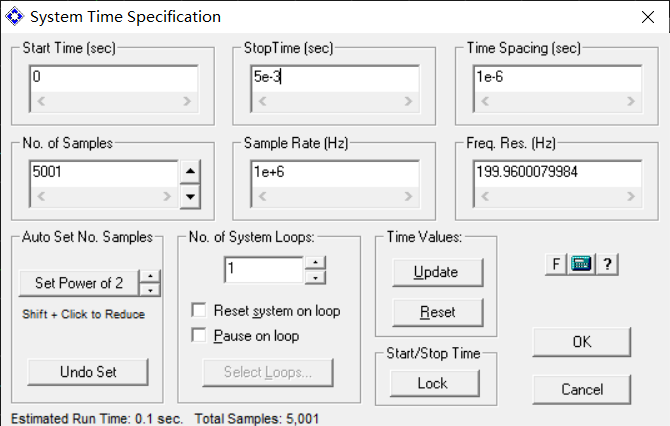 System Time Specification
Start Time (sec)
StopTime (sec)
Time Spacing (sec)
0
5e-3
1e-6
No. of Samples
Sample Rate (Hz)
Freq. Res. (Hz)
5001
1e+6
199.9600079984
Auto Set No. Samples
No. of System Loops:
Time Values:
Set Power of 2
1
Update
F
?
Shift + Click to Reduce
Reset system on loop
Reset
Pause on loop
OK
Start/Stop Time
Undo Set
Select Loops...
Lock
Cancel
Estimated Run Time: 0.1 sec. Total Samples: 5,001